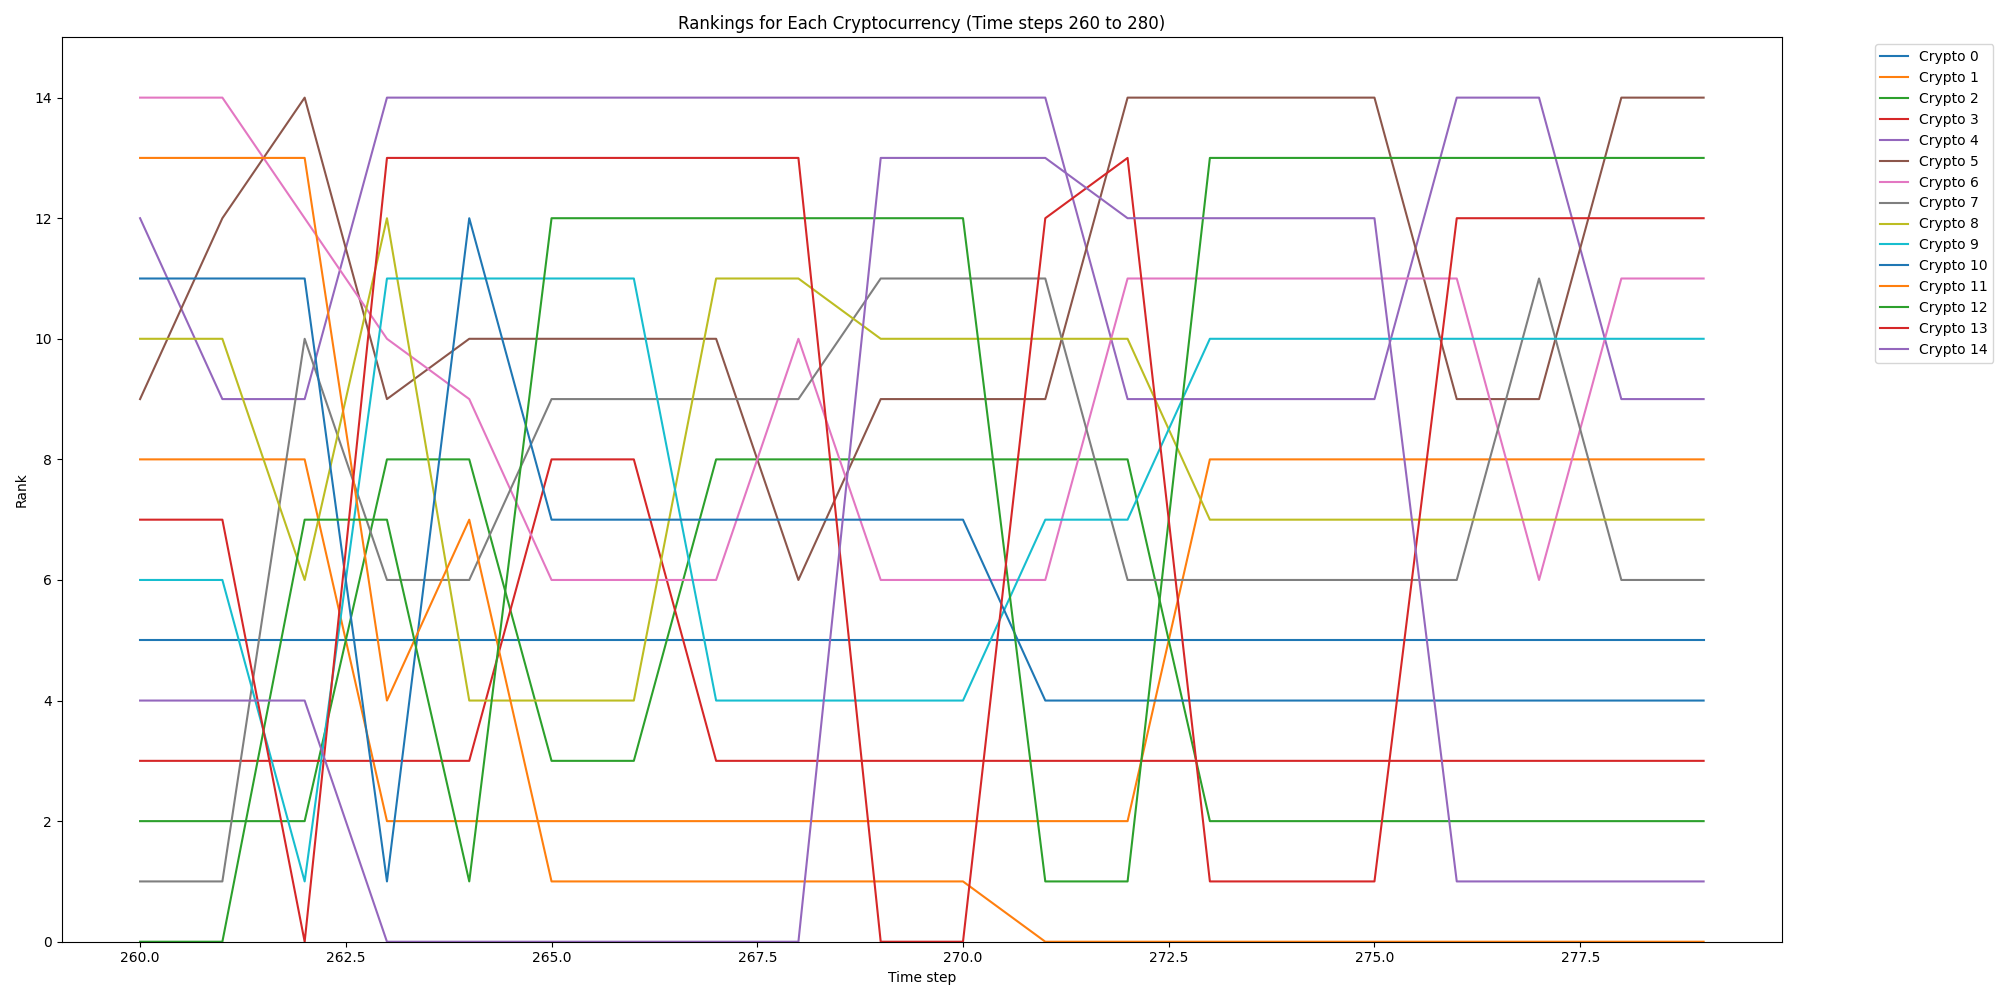 Rankings for Each Cryptocurrency (Time steps 260 to 280)
Crypto 0
Crypto 1
Crypto 2
Crypto 3
Crypto 4
Crypto 5
Crypto 6
Crypto 7
Crypto 8
Crypto 9
Crypto 10
Crypto 11
Crypto 12
Crypto 13
Crypto 14
14
12
10
8
6
4
2
0
Rank
260.0 262.5 265.0 267.5 270.0 272.5 275.0 277.5
Time step